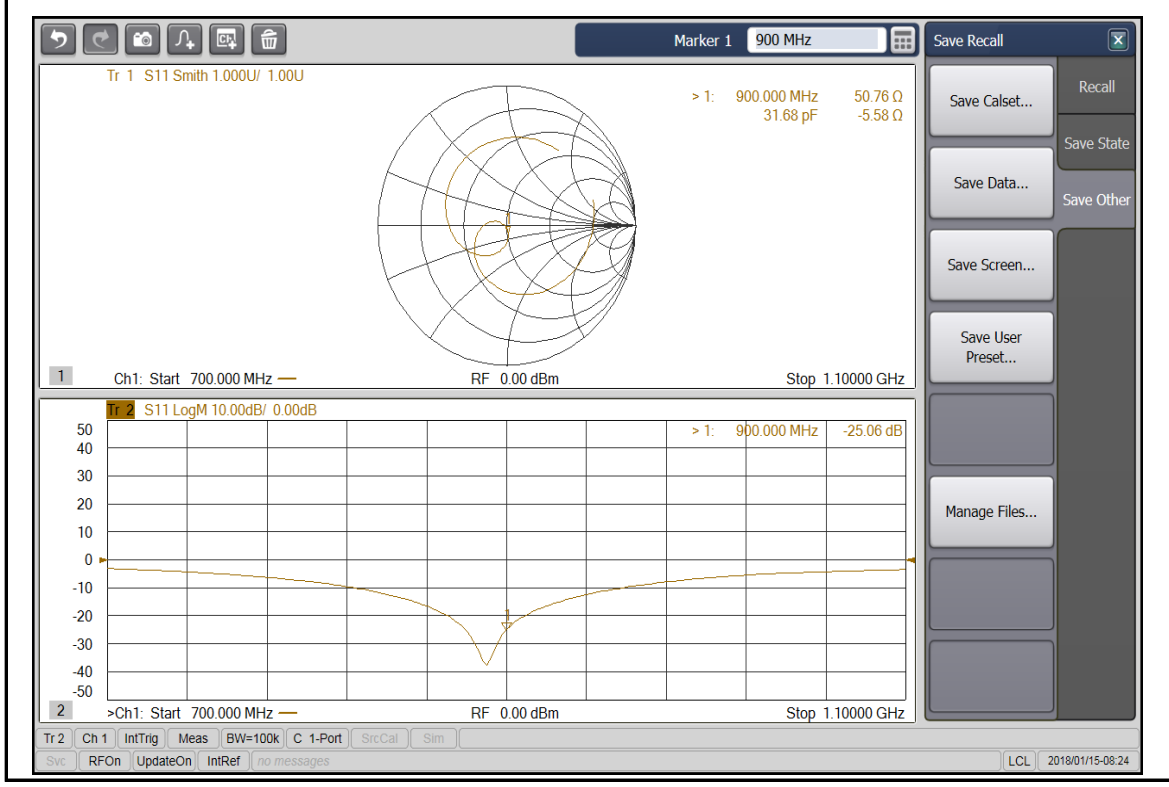 Marker 1 900 MHz
Save Recall
Tr 1 S11 Smith 1.000U/ 1.00U
> 1: 900.000 MHz 50.76 Ω
31.68 pF -5.58 Ω
1
Ch1: Start 700.000 MHz — RF 0.00 dBm Stop 1.10000 GHz
Tr 2 S11 LogM 10.00dB/ 0.00dB
> 1: 900.000 MHz -25.06 dB
50
40
30
20
10
0
-10
-20
-30
-40
-50
1
2
>Ch1: Start 700.000 MHz — RF 0.00 dBm Stop 1.10000 GHz
Save Calset...
Save Data...
Save Screen...
Save User
Preset...
Manage Files...
Recall
Save State
Save Other
Tr 2 Ch 1 IntTrig Meas BW=100k C 1-Port SrcCal Sim
Svc RFOn UpdateOn IntRef no messages LCL 2018/01/15-08:24